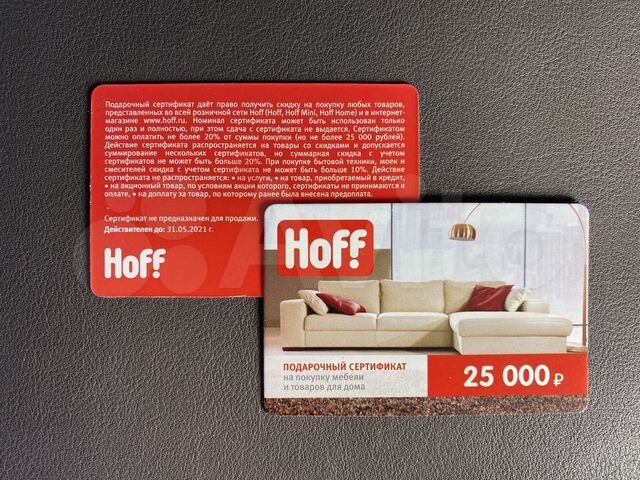 Подарочный сертификат даёт право получить скидку на покупку любых товаров,
представленных во всей розничной сети Hoff (Hoff, Hoff Mini, Hoff Home) и в интернет-
магазине www.hoff.ru. Номинал сертификата может быть использован только
один раз и полностью, при этом сдача с сертификата не выдается. Сертификатом
можно оплатить не более 20% от суммы покупки (но не более 25 000 рублей).
Действие сертификата распространяется на товары со скидками и допускается
суммирование нескольких сертификатов, но суммарная скидка с учетом
сертификатов не может быть больше 20%. При покупке бытовой техники, моек и
смесителей скидка с учетом сертификата не может быть больше 10%. Действие
сертификата не распространяется: • на услуги, • на товар, приобретаемый в кредит,
• на акционный товар, по условиям акции которого, сертификаты не принимаются к
оплате, • на доплату за товар, по которому ранее была внесена предоплата.
Сертификат не предназначен для продажи.
Действителен до: 31.05.2021 г.
Hoff
Hoff
ПОДАРОЧНЫЙ СЕРТИФИКАТ
на покупку мебели
и товаров для дома
25 000 ₽